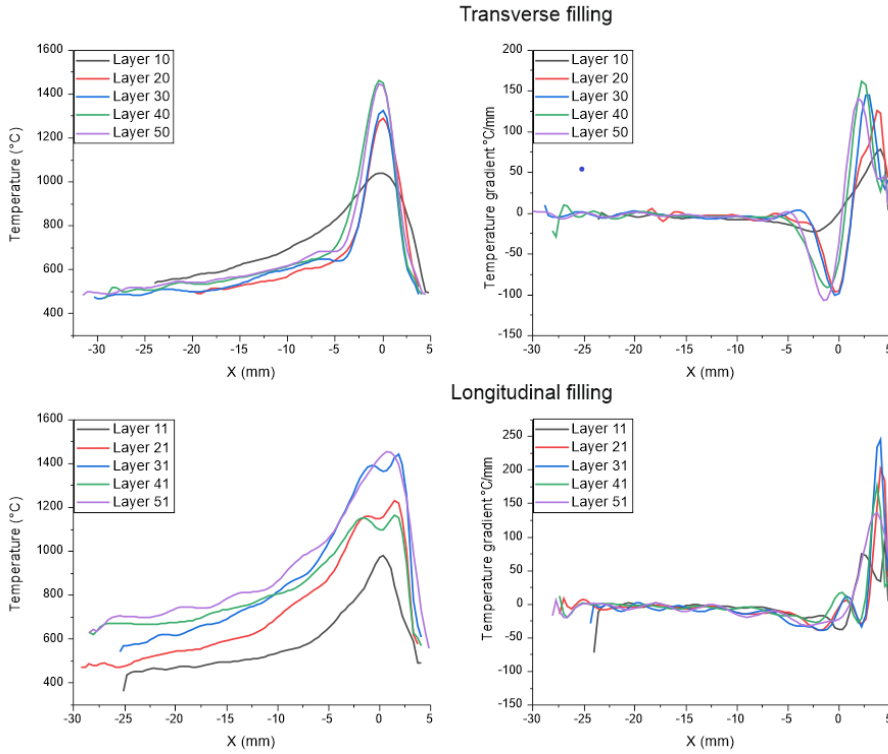 Transverse filling
1600
1400
1200
1000
800
600
400
Temperature (°C)
Layer 10
Layer 20
Layer 30
Layer 40
Layer 50
-30 -25 -20 -15 -10 -5 0 5
X (mm)
200
150
100
50
0
-50
-100
-150
Temperature gradient °C/mm
Layer 10
Layer 20
Layer 30
Layer 40
Layer 50
-30 -25 -20 -15 -10 -5 0 5
X (mm)
Longitudinal filling
1600
1400
1200
1000
800
600
400
Temperature (°C)
Layer 11
Layer 21
Layer 31
Layer 41
Layer 51
-30 -25 -20 -15 -10 -5 0 5
X (mm)
250
200
150
100
50
0
-50
-100
-150
Temperature gradient °C/mm
Layer 11
Layer 21
Layer 31
Layer 41
Layer 51
-30 -25 -20 -15 -10 -5 0 5
X (mm)